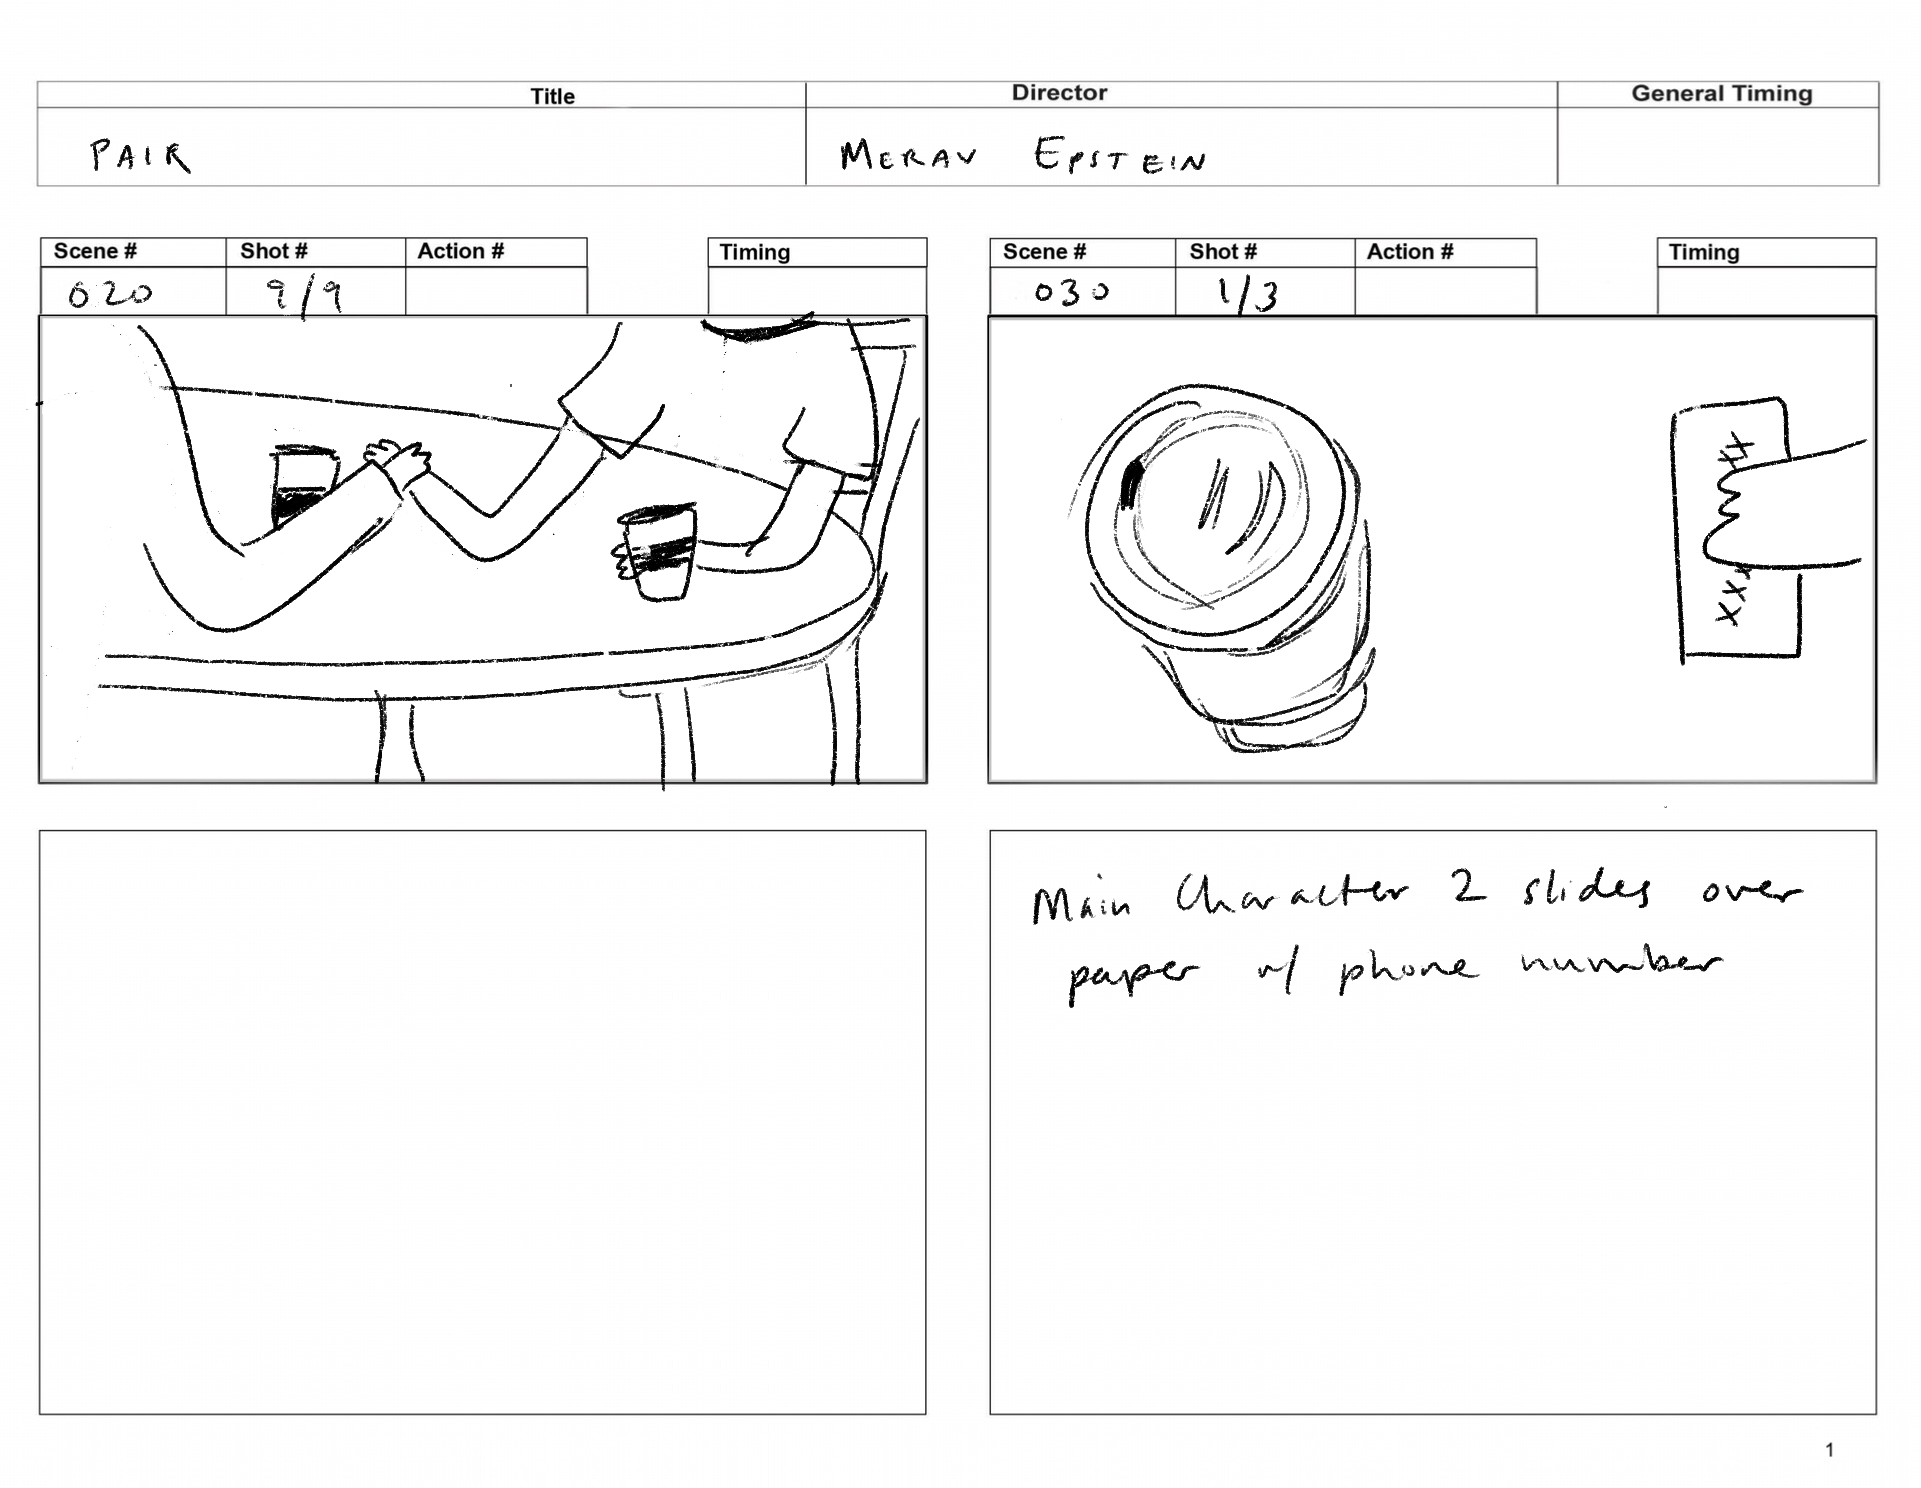 Title Director General Timing
PAIR MERAV EPSTEIN
Scene # Shot # Action # Timing
020 9/9
Scene # Shot # Action # Timing
030 1/3
XX
XXX
Main Character 2 slides over
paper w/ phone number
1